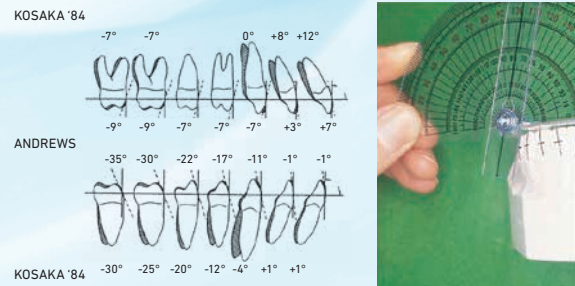 KOSAKA '84
-7° -7° 0° +8° +12°
-9° -9° -7° -7° -7° +3° +7°
ANDREWS
-35° -30° -22° -17° -11° -1° -1°
KOSAKA '84 -30° -25° -20° -12° -4° +1° +1°